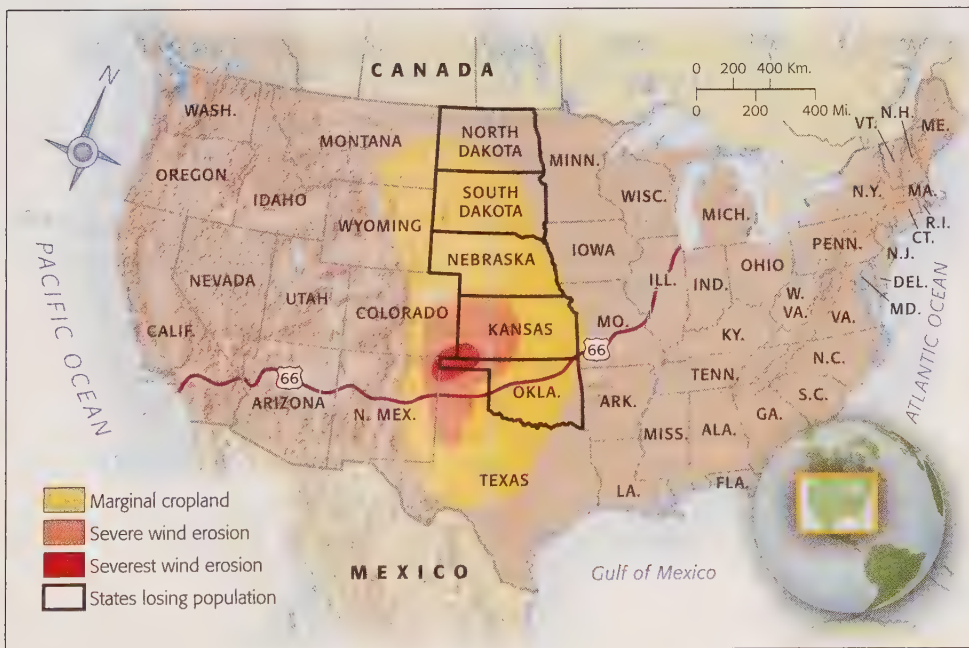 CANADA
N
0 200 400 Km.
0 200 400 Mi.
WASH.
MONTANA
NORTH
DAKOTA
MINN.
VT.
N.H.
ME.
OREGON
IDAHO
SOUTH
DAKOTA
WISC.
MICH.
N.Y.
MA.
R.I.
CT.
WYOMING
NEBRASKA
IOWA
PENN.
N.J.
DEL.
MD.
NEVADA
UTAH
COLORADO
KANSAS
MO.
ILL.
IND.
OHIO
W.
VA.
VA.
CALIF.
KY.
66
66
ARIZONA
N. MEX.
OKLA.
ARK.
TENN.
N.C.
S.C.
MISS.
ALA.
GA.
TEXAS
LA.
FLA.
PACIFIC OCEAN
ATLANTIC OCEAN
MEXICO
Gulf of Mexico
Marginal cropland
Severe wind erosion
Severest wind erosion
States losing population